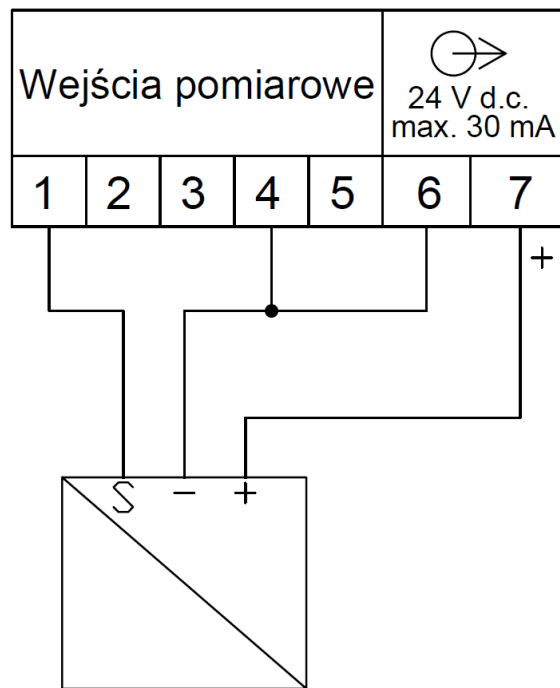 Wejścia pomiarowe
24 V d.c.
max. 30 mA
1 2 3 4 5 6 7
+
S - +